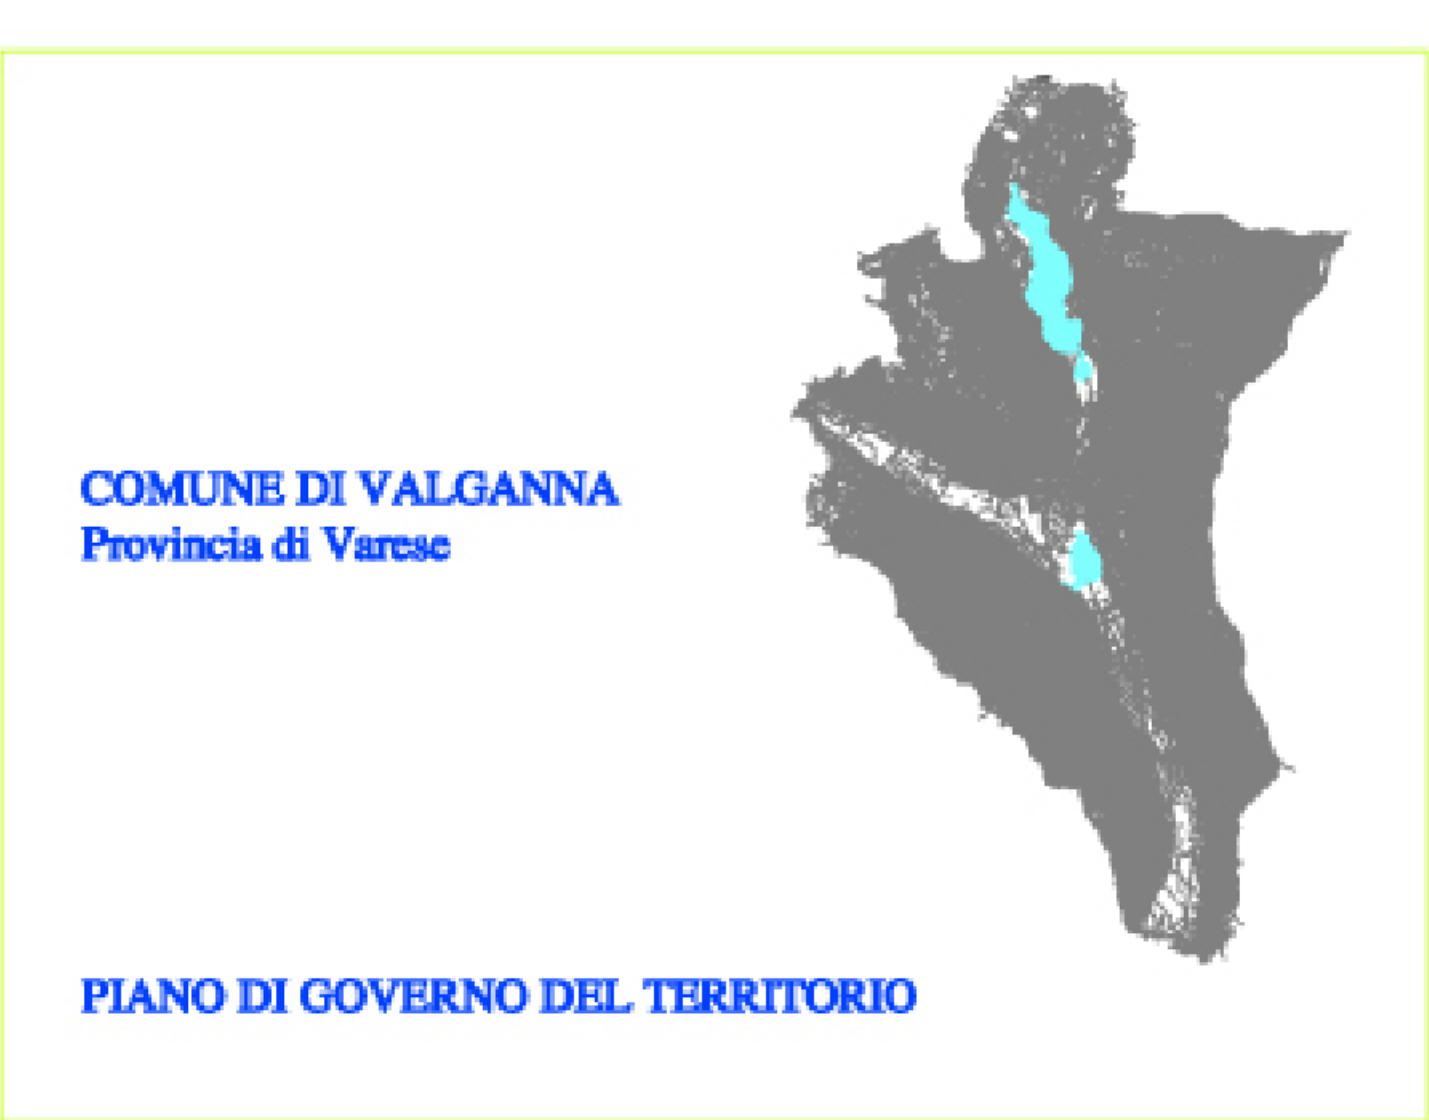 COMUNE DI VALGANNA
Provincia di Varese
PIANO DI GOVERNO DEL TERRITORIO